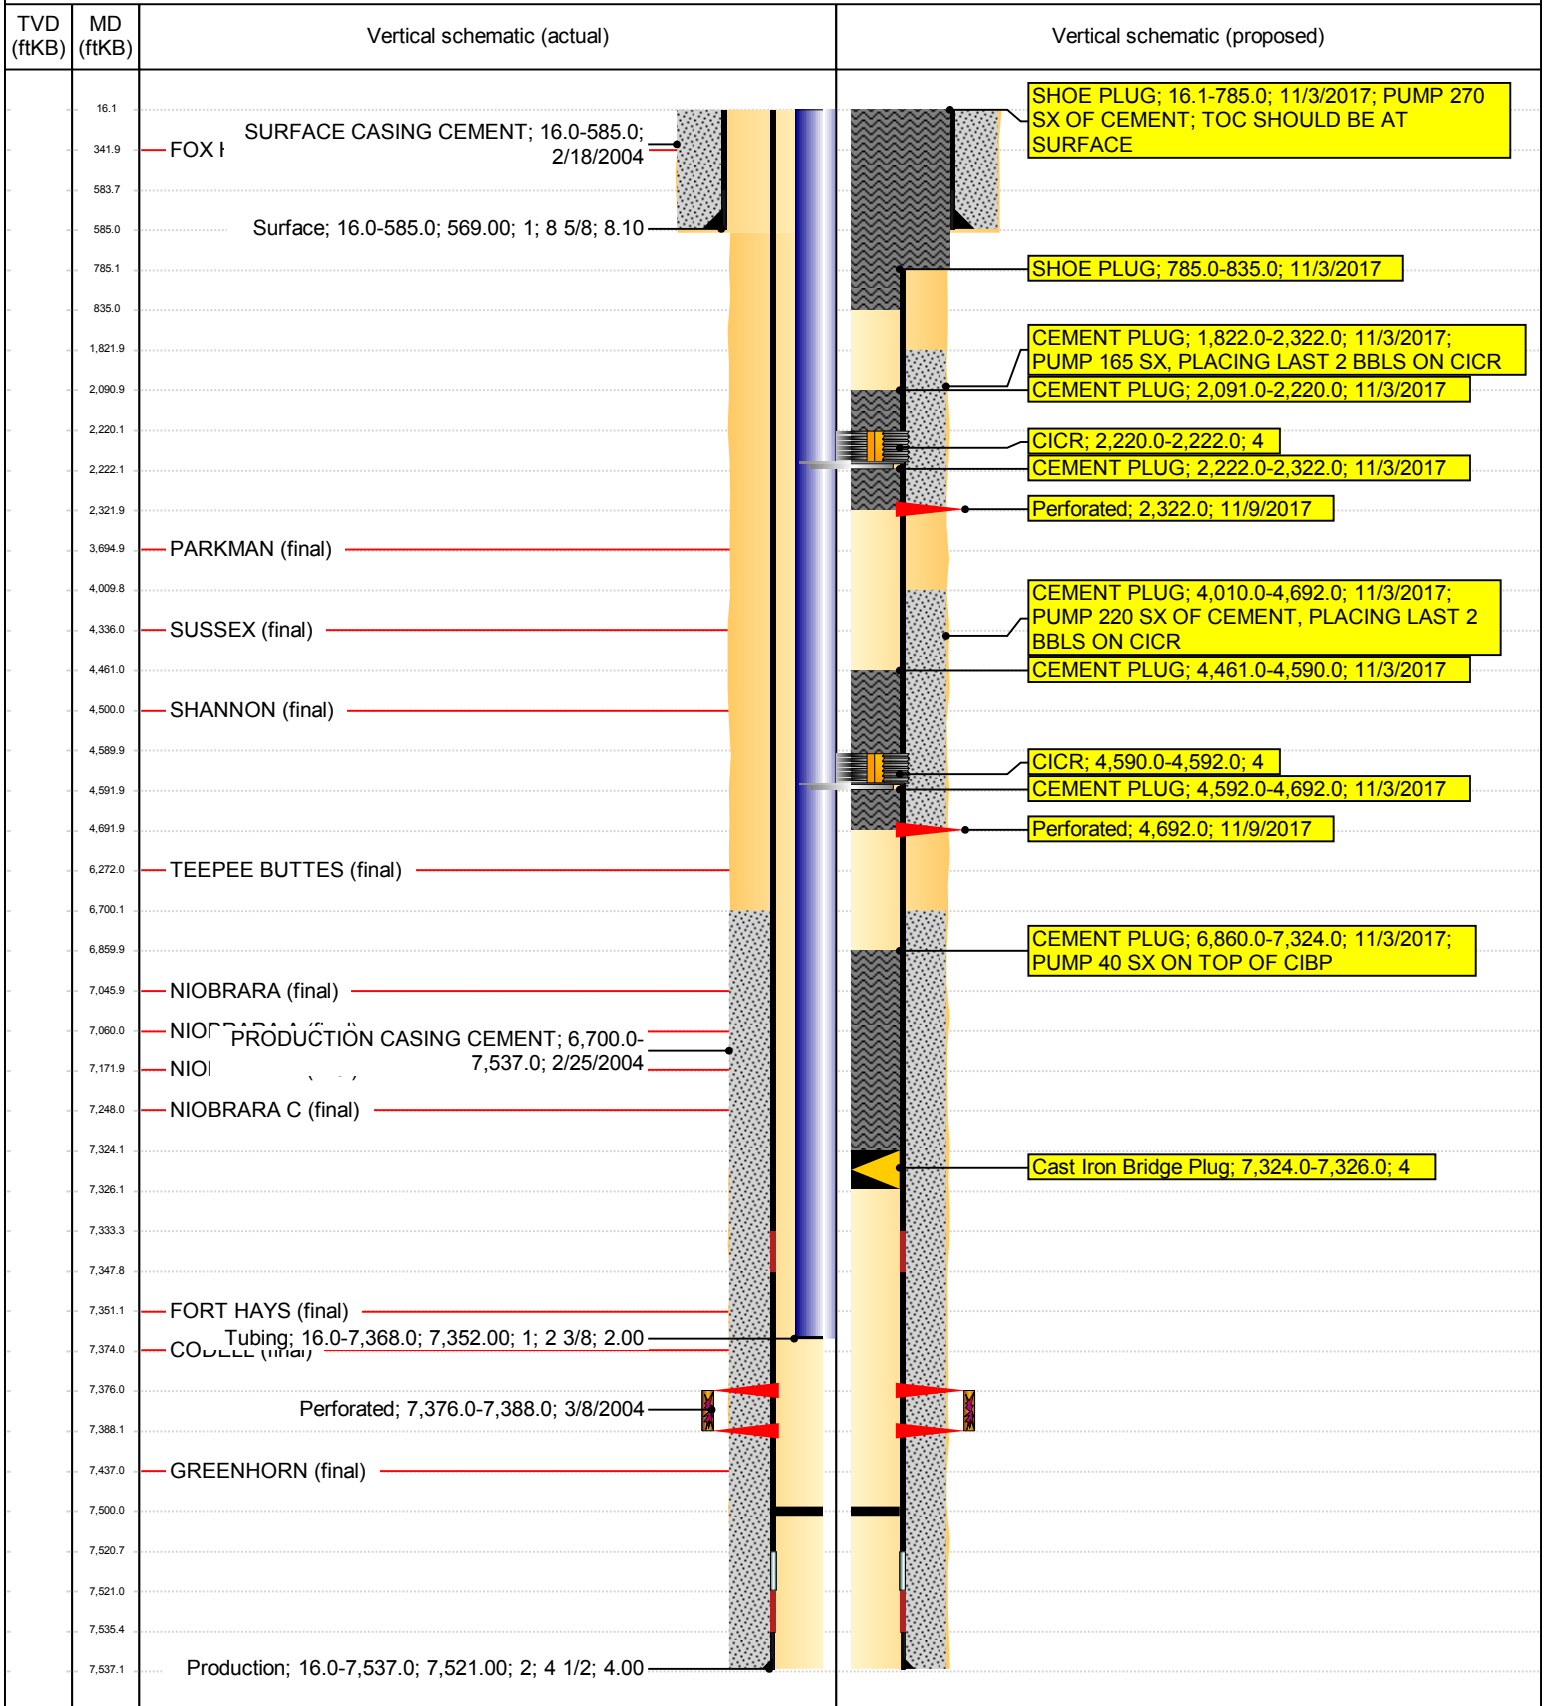 TVD (ftKB)
MD (ftKB)
Vertical schematic (actual)
Vertical schematic (proposed)
16.1
341.9
583.7
585.0
785.1
835.0
1,821.9
2,090.9
2,220.1
2,222.1
2,321.9
3,694.9
4,009.8
4,336.0
4,461.0
4,500.0
4,589.9
4,591.9
4,691.9
6,272.0
6,700.1
6,859.9
7,045.9
7,060.0
7,171.9
7,248.0
7,324.1
7,326.1
7,333.3
7,347.8
7,351.1
7,374.0
7,376.0
7,388.1
7,437.0
7,500.0
7,520.7
7,521.0
7,535.4
7,537.1
FOX
SURFACE CASING CEMENT; 16.0-585.0;
2/18/2004
Surface; 16.0-585.0; 569.00; 1; 8 5/8; 8.10
PARKMAN (final)
SUSSEX (final)
SHANNON (final)
TEEPEE BUTTES (final)
NIOBRARA (final)
PRODUCTION CASING CEMENT; 6,700.0-
7,537.0; 2/25/2004
NIOBRARA C (final)
FORT HAYS (final)
Tubing; 16.0-7,368.0; 7,352.00; 1; 2 3/8; 2.00
CODELL (final)
Perforated; 7,376.0-7,388.0; 3/8/2004
GREENHORN (final)
Production; 16.0-7,537.0; 7,521.00; 2; 4 1/2; 4.00
SHOE PLUG; 16.1-785.0; 11/3/2017; PUMP 270
SX OF CEMENT; TOC SHOULD BE AT
SURFACE
SHOE PLUG; 785.0-835.0; 11/3/2017
CEMENT PLUG; 1,822.0-2,322.0; 11/3/2017;
PUMP 165 SX, PLACING LAST 2 BBLS ON CICR
CEMENT PLUG; 2,091.0-2,220.0; 11/3/2017
CICR; 2,220.0-2,222.0; 4
CEMENT PLUG; 2,222.0-2,322.0; 11/3/2017
Perforated; 2,322.0; 11/9/2017
CEMENT PLUG; 4,010.0-4,692.0; 11/3/2017;
PUMP 220 SX OF CEMENT, PLACING LAST 2
BBLS ON CICR
CEMENT PLUG; 4,461.0-4,590.0; 11/3/2017
CICR; 4,590.0-4,592.0; 4
CEMENT PLUG; 4,592.0-4,692.0; 11/3/2017
Perforated; 4,692.0; 11/9/2017
CEMENT PLUG; 6,860.0-7,324.0; 11/3/2017;
PUMP 40 SX ON TOP OF CIBP
Cast Iron Bridge Plug; 7,324.0-7,326.0; 4